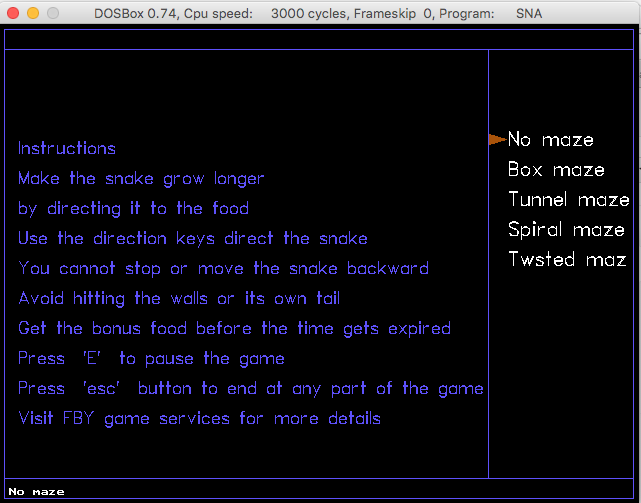 DOSBox 0.74, Cpu speed: 3000 cycles, Frameskip 0, Program: SNA
Instructions
Make the snake grow longer
by directing it to the food
Use the direction keys direct the snake
You cannot stop or move the snake backward
Avoid hitting the walls or its own tail
Get the bonus food before the time gets expired
Press 'E' to pause the game
Press 'esc' button to end at any part of the game
Visit FBY game services for more details
No maze
Box maze
Tunnel maze
Spiral maze
Twsted maz
No maze